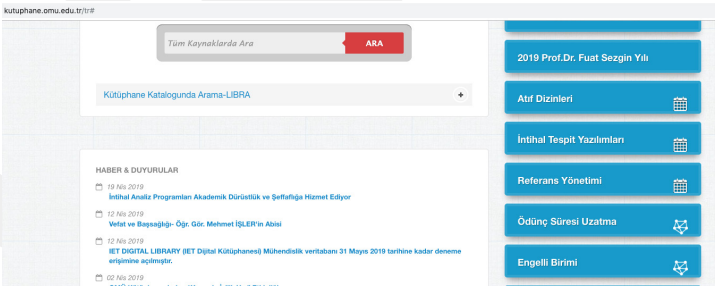 kutuphane.omu.edu.tr/tr#
Tüm Kaynaklarda Ara
ARA
Kütüphane Katalogunda Arama-LIBRA
+
HABER & DUYURULAR
19 Nis 2019
İntihal Analiz Programları Akademik Dürüstlük ve Şeffaflığa Hizmet Ediyor
12 Nis 2019
Vefat ve Başsağlığı- Öğr. Gör. Mehmet İŞLER'in Abisi
12 Nis 2019
IET DIGITAL LIBRARY (IET Dijital Kütüphanesi) Mühendislik veritabanı 31 Mayıs 2019 tarihine kadar deneme
erişimine açılmıştır.
02 Nis 2019
2019 Prof.Dr. Fuat Sezgin Yılı
Atıf Dizinleri
İntihal Tespit Yazılımları
Referans Yönetimi
Ödünç Süresi Uzatma
Engelli Birimi